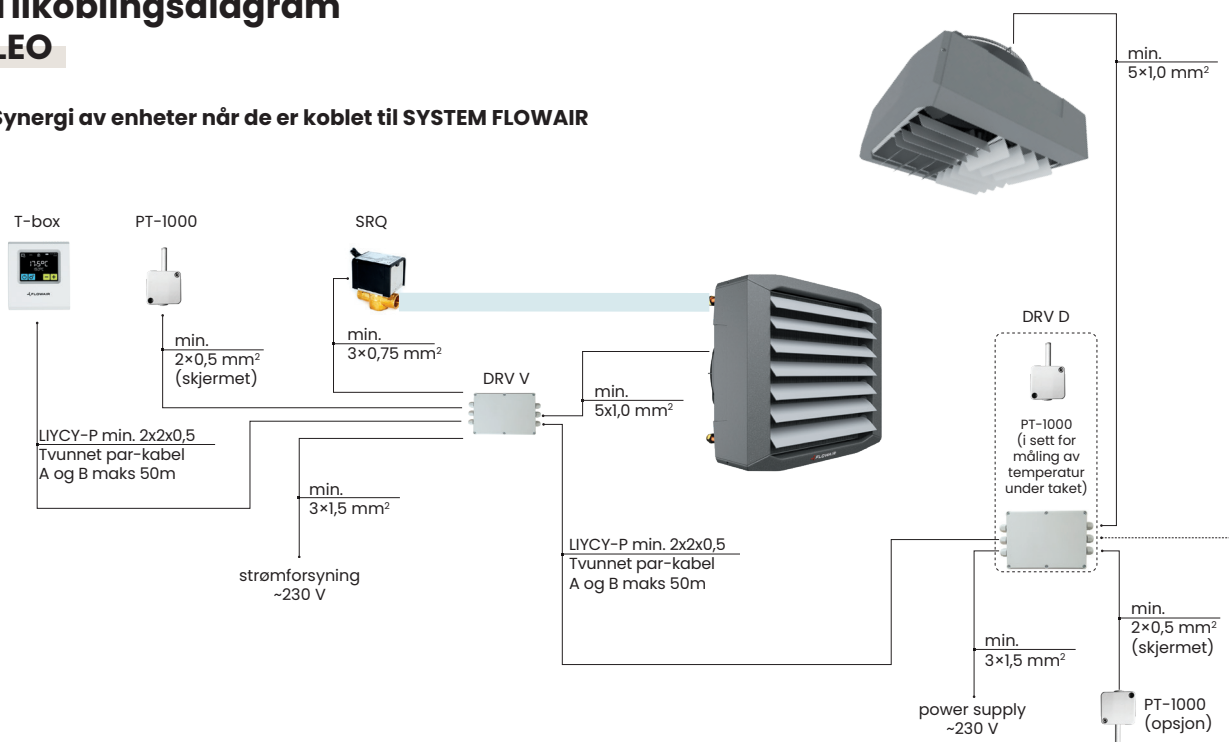 Tilkoblingsdiagram
LEO
Synergi av enheter når de er koblet til SYSTEM FLOWAIR
min.
5×1,0 mm²
T-box
PT-1000
SRQ
17.5°C
FLOWAIR
min.
2×0,5 mm²
(skjermet)
min.
3×0,75 mm²
DRV V
min.
5x1,0 mm²
FLOWAIR
DRV D
PT-1000
(i sett for
måling av
temperatur
under taket)
LIYCY-P min. 2x2x0,5
Tvunnet par-kabel
A og B maks 50m
min.
3×1,5 mm²
strømforsyning
~230 V
LIYCY-P min. 2x2x0,5
Tvunnet par-kabel
A og B maks 50m
min.
3×1,5 mm²
power supply
~230 V
min.
2×0,5 mm²
(skjermet)
PT-1000
(opsjon)